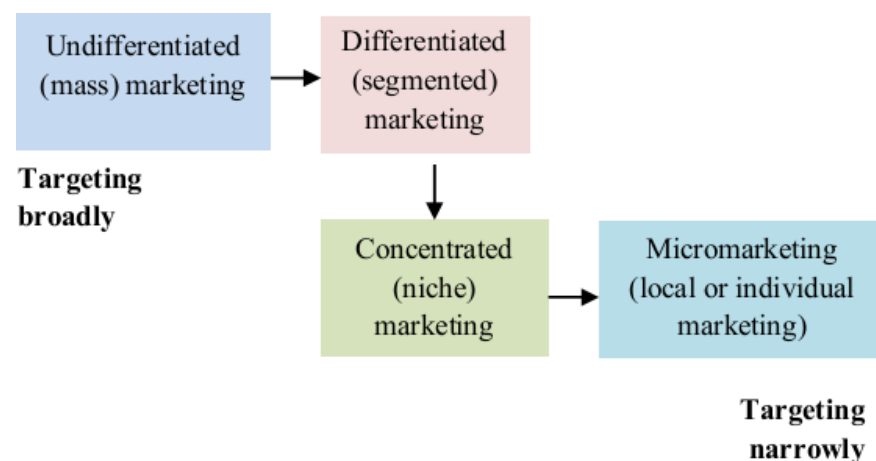 Undifferentiated
(mass) marketing
Differentiated
(segmented)
marketing
Targeting
broadly
Concentrated
(niche)
marketing
Micromarketing
(local or individual
marketing)
Targeting
narrowly